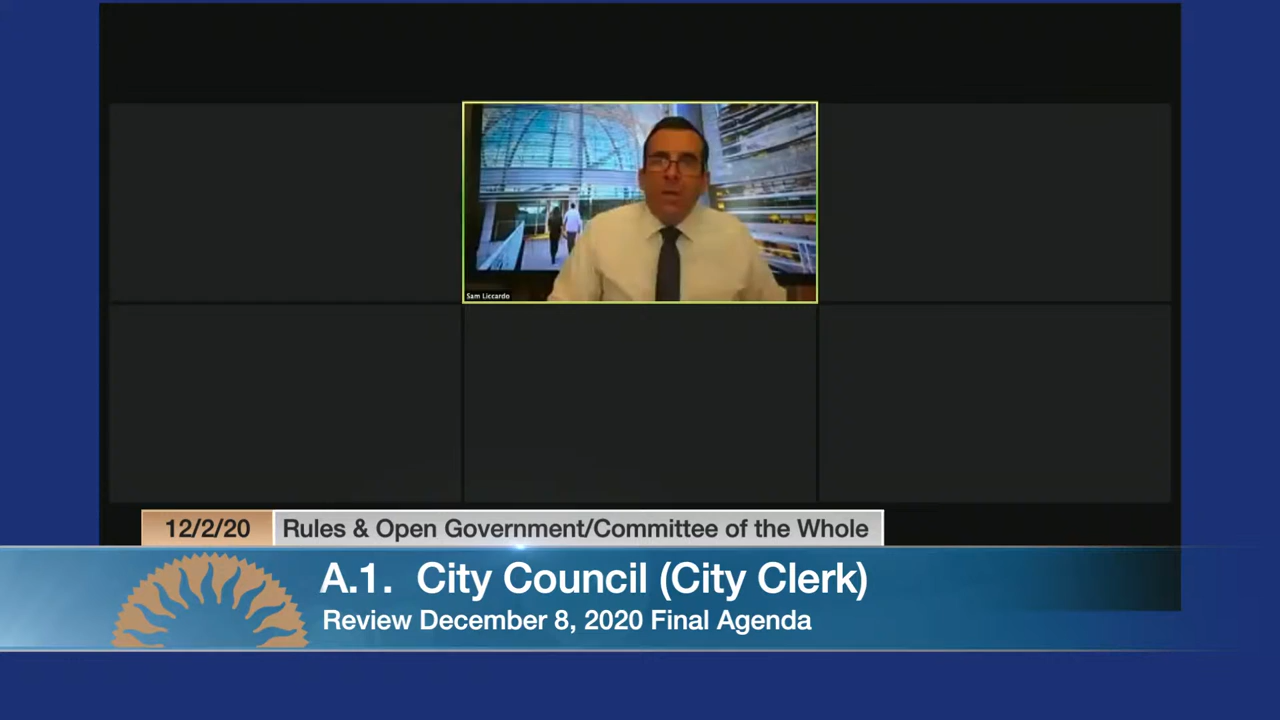 Sam Liccardo
12/2/20 Rules & Open Government/Committee of the Whole
A.1. City Council (City Clerk)
Review December 8, 2020 Final Agenda